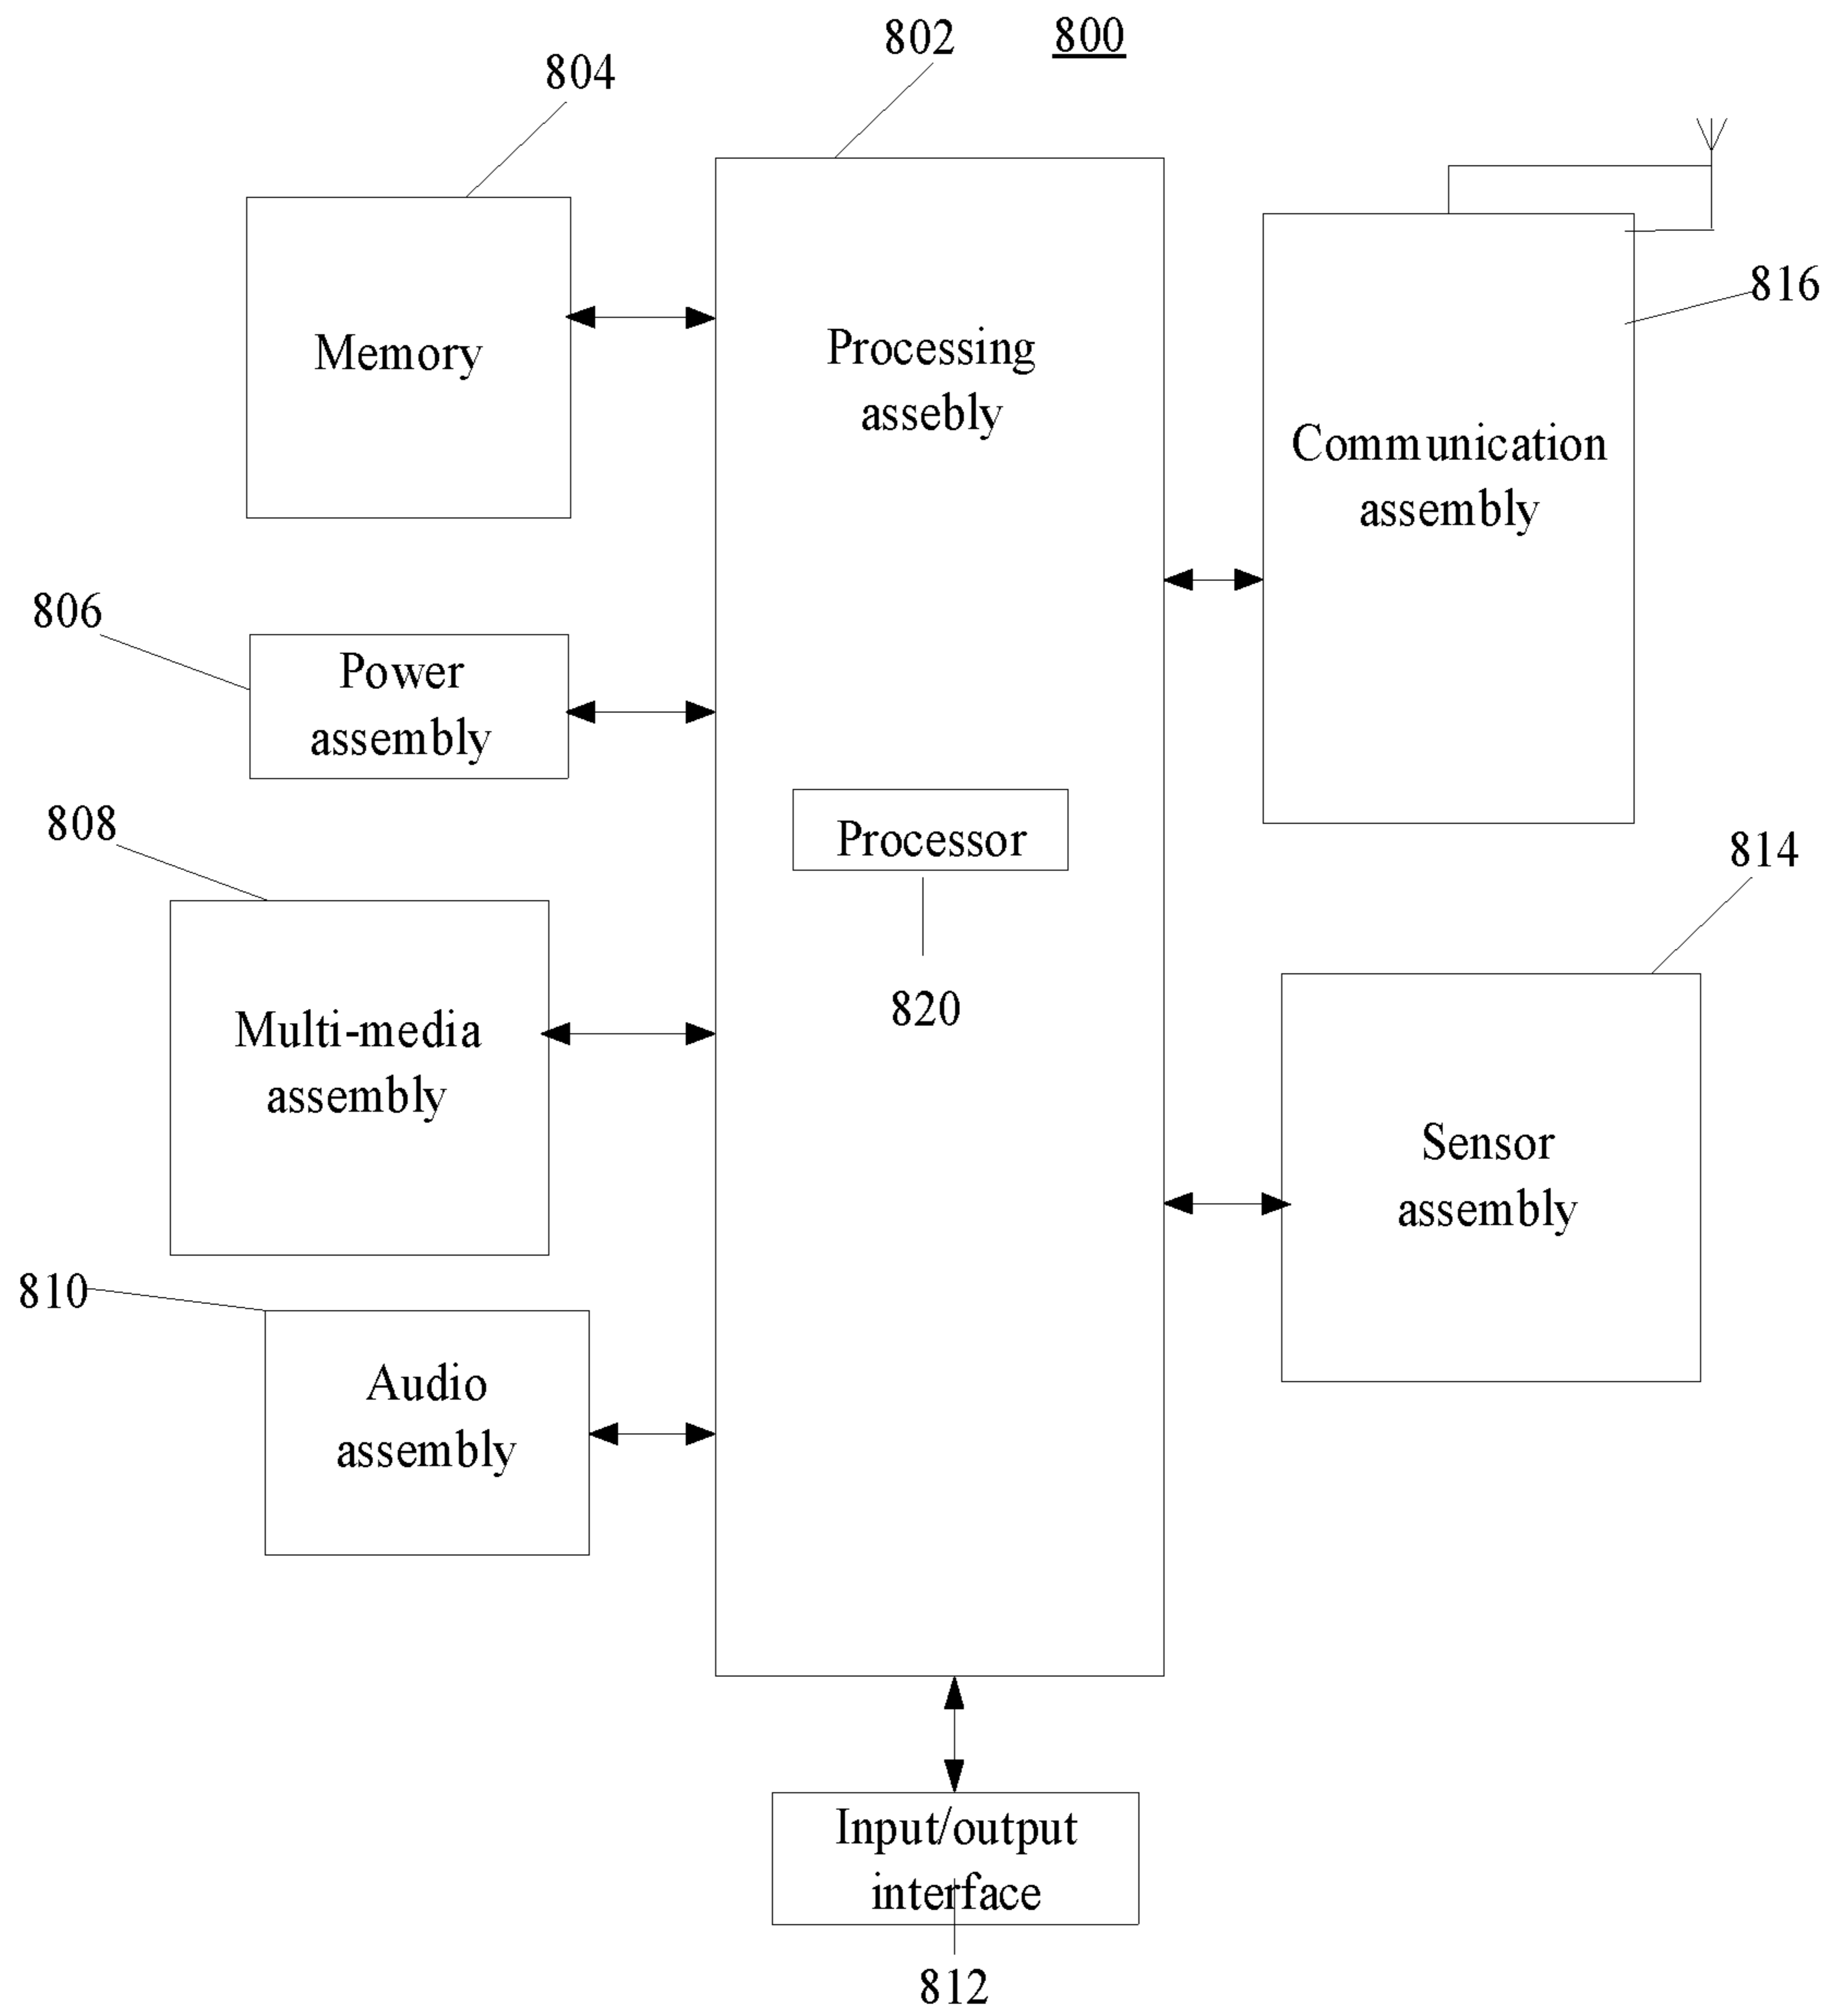 802
800
804
Memory
Processing
assebly
816
Communication
assembly
806
Power
assembly
Processor
820
808
Multi-media
assembly
814
Sensor
assembly
810
Audio
assembly
Input/output
interface
812